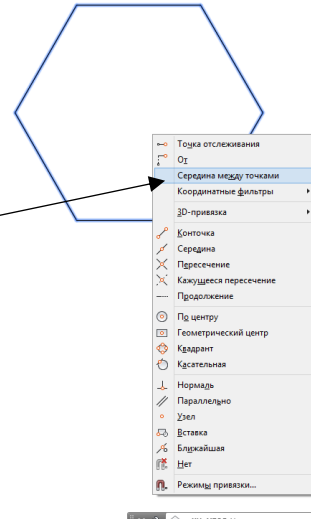 Точка отслеживания
От
Середина между точками
Координатные фильтры
3D-привязка
Конточка
Середина
Пересечение
Кажущееся пересечение
Продолжение
По центру
Геометрический центр
Квадрант
Касательная
Нормаль
Параллельно
Узел
Вставка
Ближайшая
Нет
Режимы привязки...